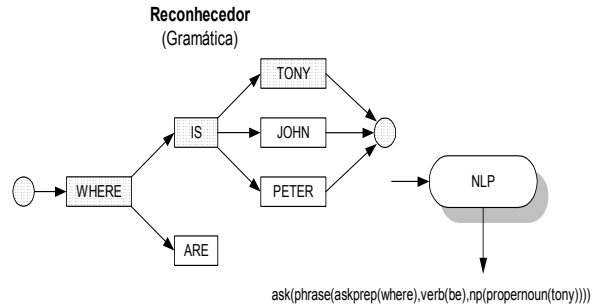 Reconhecedor
(Gramática)
TONY
IS
JOHN
WHERE
PETER
NLP
ARE
ask(phrase(askprep(where),verb(be),np(propernoun(tony))))